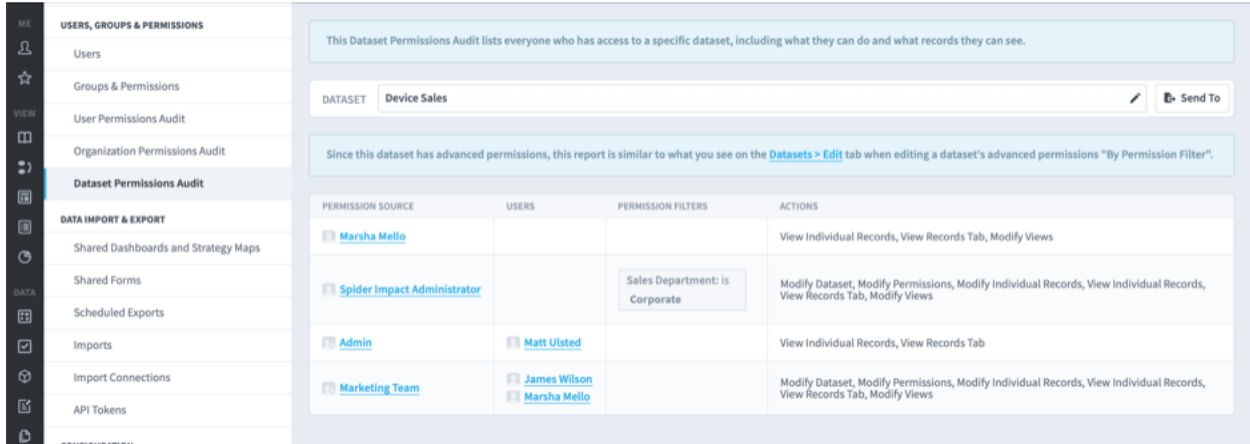 ME
VIEW
DATA
USERS, GROUPS & PERMISSIONS
Users
Groups & Permissions
User Permissions Audit
Organization Permissions Audit
Dataset Permissions Audit
DATA IMPORT & EXPORT
Shared Dashboards and Strategy Maps
Shared Forms
Scheduled Exports
Imports
Import Connections
API Tokens
This Dataset Permissions Audit lists everyone who has access to a specific dataset, including what they can do and what records they can see.
DATASET Device Sales Send To
Since this dataset has advanced permissions, this report is similar to what you see on the Datasets > Edit tab when editing a dataset's advanced permissions "By Permission Filter".
PERMISSION SOURCE USERS PERMISSION FILTERS ACTIONS
Marsha Mello View Individual Records, View Records Tab, Modify Views
Spider Impact Administrator
Sales Department: is
Corporate
Modify Dataset, Modify Permissions, Modify Individual Records, View Individual Records,
View Records Tab, Modify Views
Admin Matt Ulsted View Individual Records, View Records Tab
Marketing Team
James Wilson
Marsha Mello
Modify Dataset, Modify Permissions, Modify Individual Records, View Individual Records,
View Records Tab, Modify Views